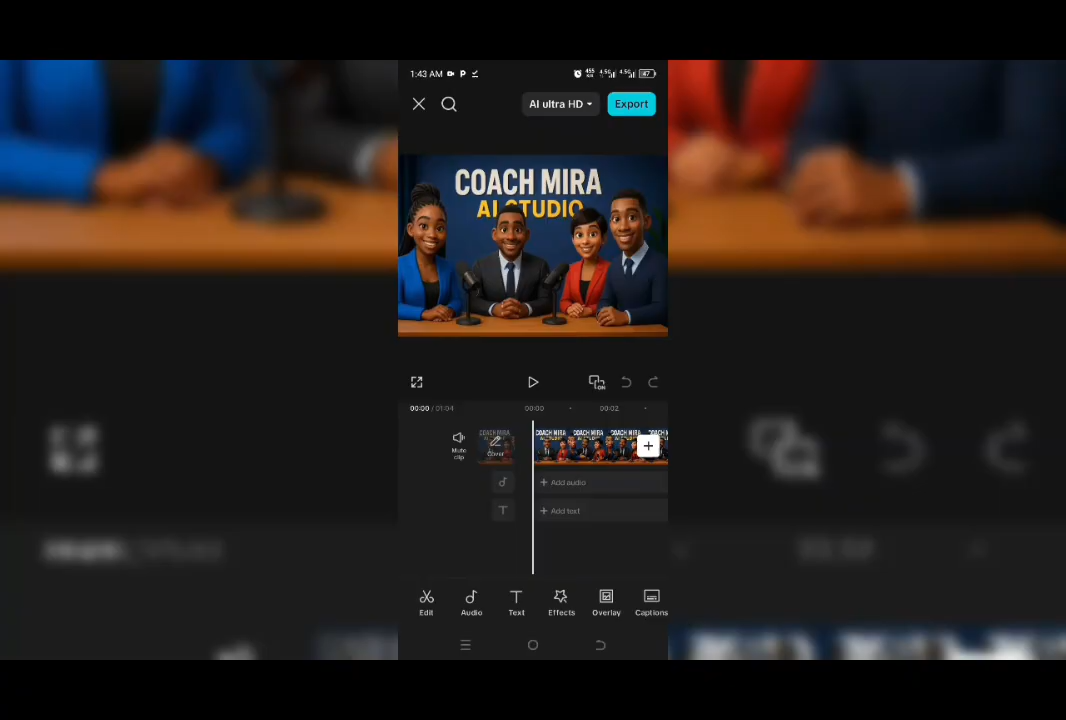 1:43 AM
AI ultra HD
Export
COACH MIRA
AI STUDIO
ON
00:00 / 01:04
00:00
00:02
Mute clip
Cover
+ Add audio
+ Add text
Edit
Audio
Text
Effects
Overlay
Captions